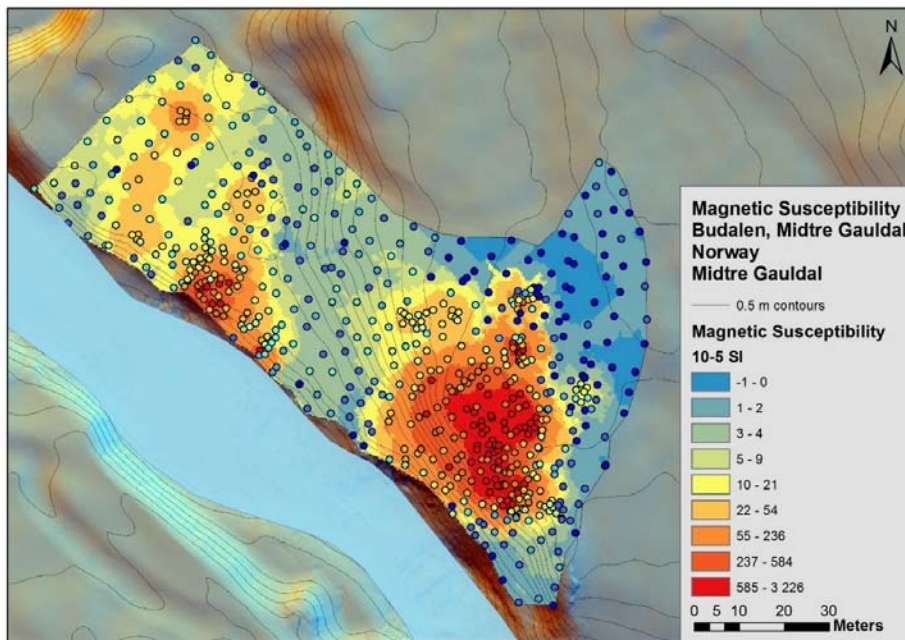 N
Magnetic Susceptibility
Budalen, Midtre Gauldal
Norway
Midtre Gauldal
0.5 m contours
Magnetic Susceptibility
10-5 SI
-1 - 0
1 - 2
3 - 4
5 - 9
10 - 21
22 - 54
55 - 236
237 - 584
585 - 3 226
0 5 10 20 30
Meters